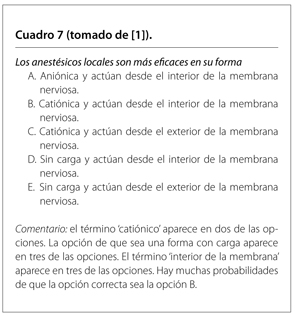 Cuadro 7 (tomado de [1]).
Los anestésicos locales son más eficaces en su forma
A. Aniónica y actúan desde el interior de la membrana
nerviosa.
B. Catiónica y actúan desde el interior de la membrana
nerviosa.
C. Catiónica y actúan desde el exterior de la membrana
nerviosa.
D. Sin carga y actúan desde el interior de la membrana
nerviosa.
E. Sin carga y actúan desde el exterior de la membrana
nerviosa.
Comentario: el término ‘catiónico’ aparece en dos de las op-
ciones. La opción de que sea una forma con carga aparece
en tres de las opciones. El término ‘interior de la membrana’
aparece en tres de las opciones. Hay muchas probabilidades
de que la opción correcta sea la opción B.